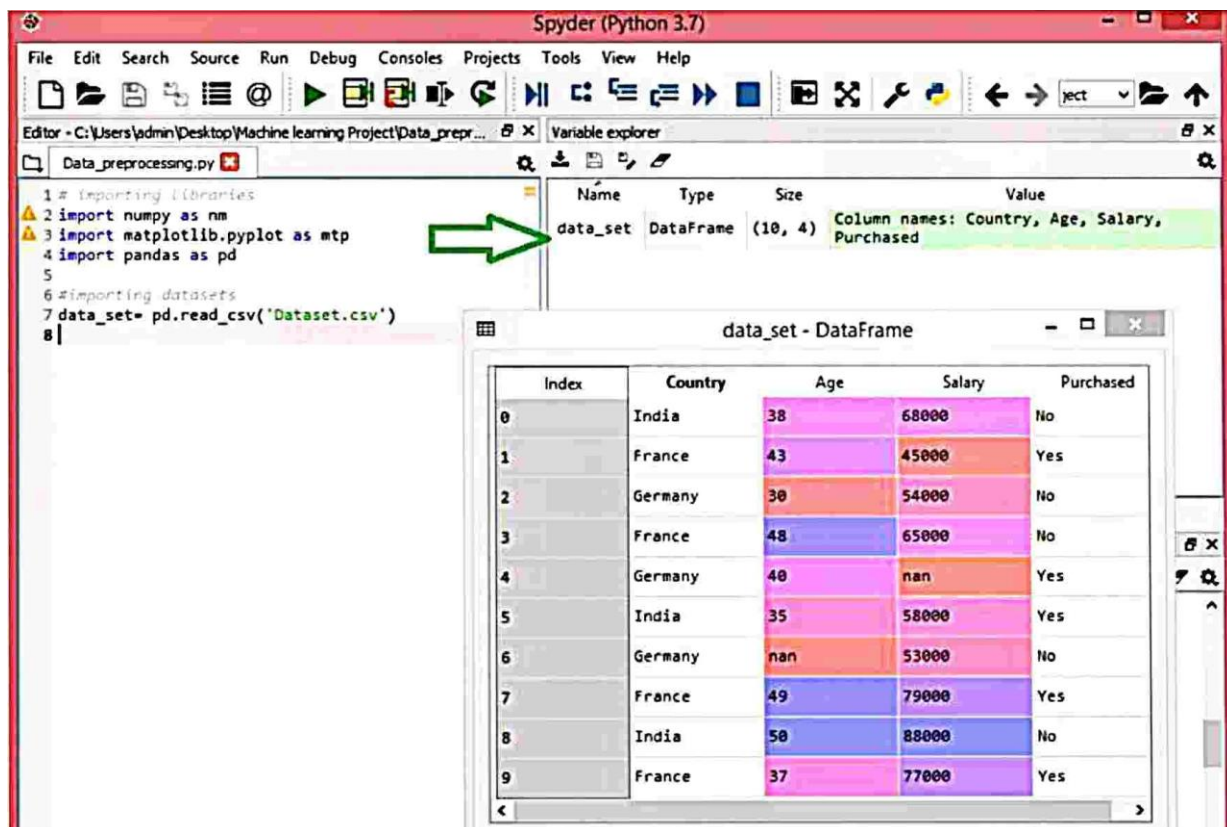 Spyder (Python 3.7)
File Edit Search Source Run Debug Consoles Projects Tools View Help
@ ject
Editor - C:\Users\admin\Desktop\Machine learning Project\Data_prepr...
Data_preprocessing.py
1 # importing libraries
2 import numpy as nm
3 import matplotlib.pyplot as mtp
4 import pandas as pd
5
6 #importing datasets
7 data_set= pd.read_csv('Dataset.csv')
8
Variable explorer
Name Type Size Value
data_set DataFrame (10, 4) Column names: Country, Age, Salary,
Purchased
data_set - DataFrame
Index Country Age Salary Purchased
0 India 38 68000 No
1 France 43 45000 Yes
2 Germany 30 54000 No
3 France 48 65000 No
4 Germany 40 nan Yes
5 India 35 58000 Yes
6 Germany nan 53000 No
7 France 49 79000 Yes
8 India 50 88000 No
9 France 37 77000 Yes